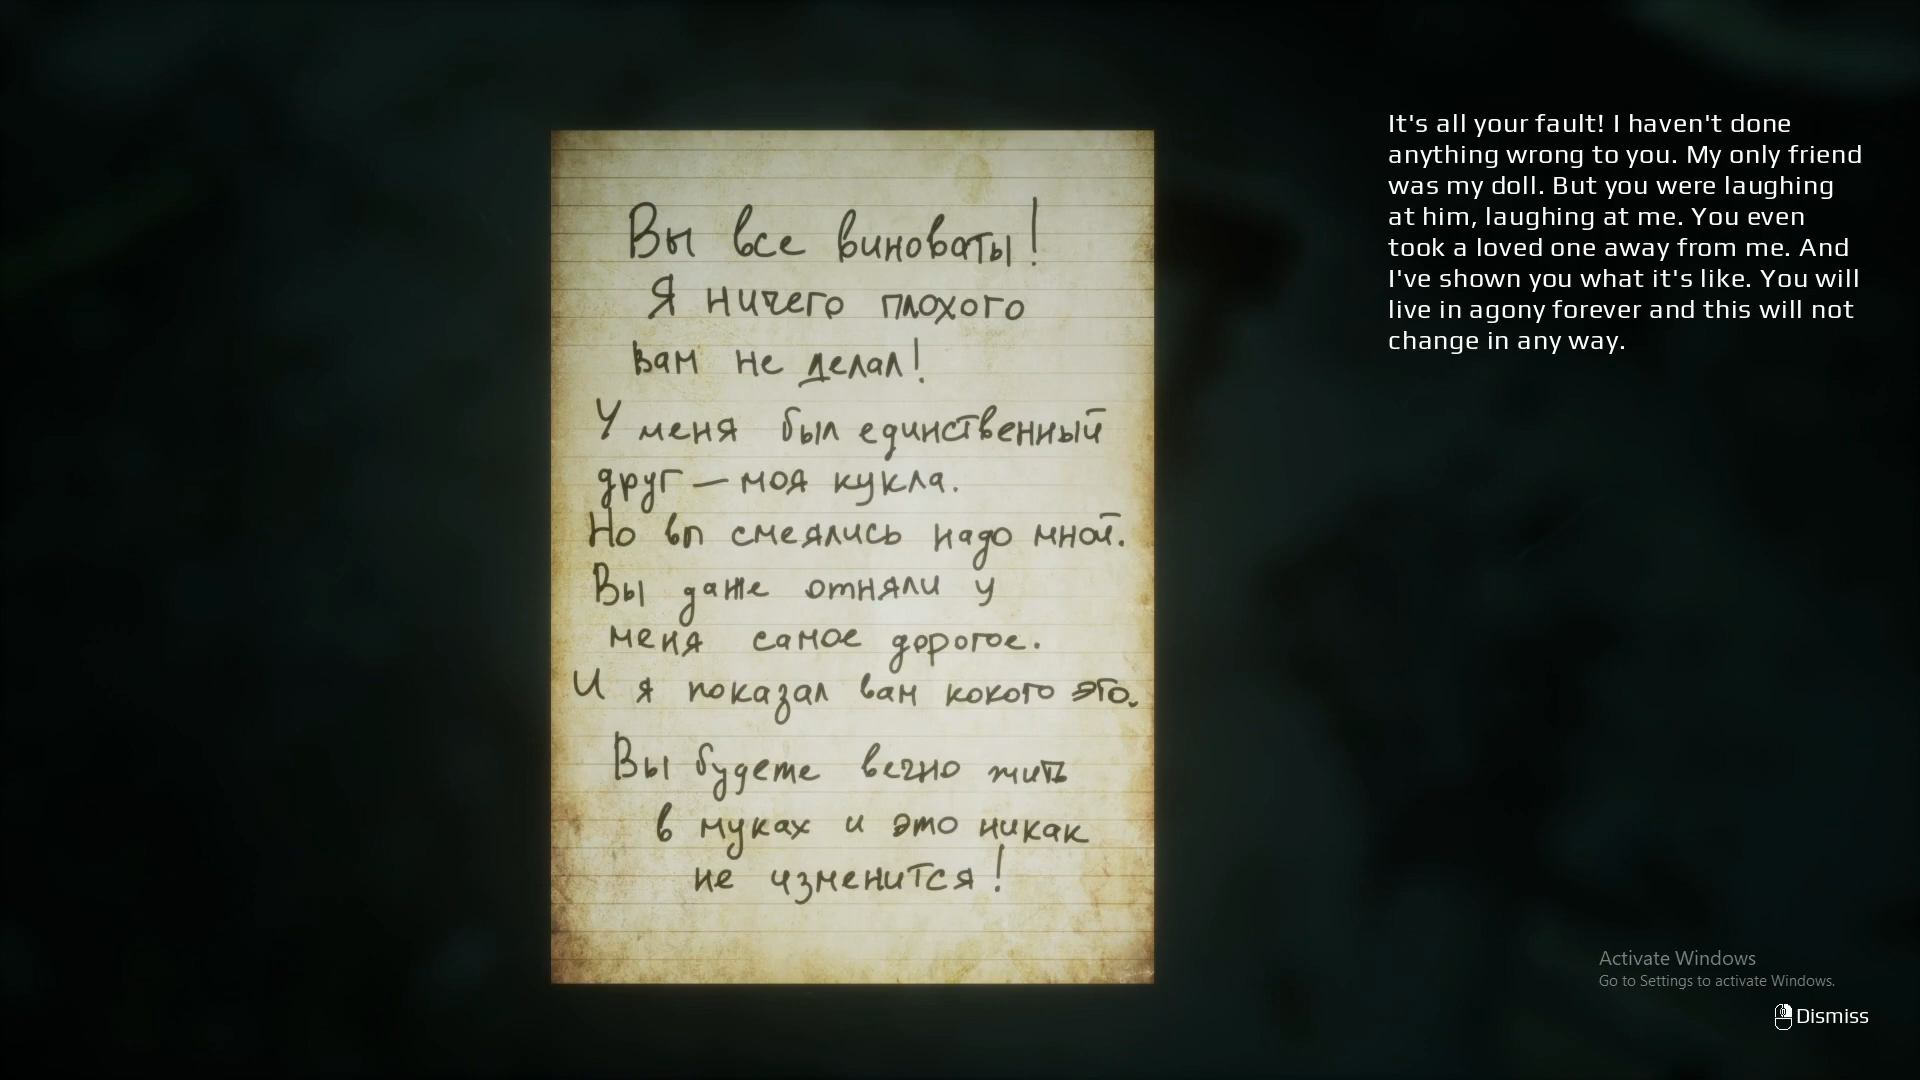 Вы все виноваты!
Я ничего плохого
вам не делал!
У меня был единственный
друг — моя кукла.
Но вы смеялись надо мной.
Вы даже отняли у
меня самое дорогое.
И я показал вам кокого это.
Вы будете вечно жить
в муках и это никак
не изменится!
It's all your fault! I haven't done
anything wrong to you. My only friend
was my doll. But you were laughing
at him, laughing at me. You even
took a loved one away from me. And
I've shown you what it's like. You will
live in agony forever and this will not
change in any way.
Activate Windows
Go to Settings to activate Windows.
Dismiss